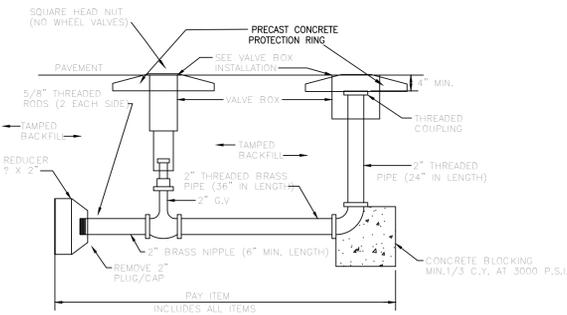 SQUARE HEAD NUT
(NO WHEEL VALVES)
PRECAST CONCRETE
PROTECTION RING
PAVEMENT
SEE VALVE BOX
INSTALLATION
4" MIN.
5/8" THREADED
RODS (2 EACH SIDE)
VALVE BOX
THREADED
COUPLING
TAMPED
BACKFILL
TAMPED
BACKFILL
REDUCER
? X 2"
2" THREADED BRASS
PIPE (36" IN LENGTH)
2" THREADED
PIPE (24" IN LENGTH)
2" G.V
2" BRASS NIPPLE (6" MIN. LENGTH)
REMOVE 2"
PLUG/CAP
CONCRETE BLOCKING
MIN.1/3 C.Y. AT 3000 P.S.I.
PAY ITEM
INCLUDES ALL ITEMS